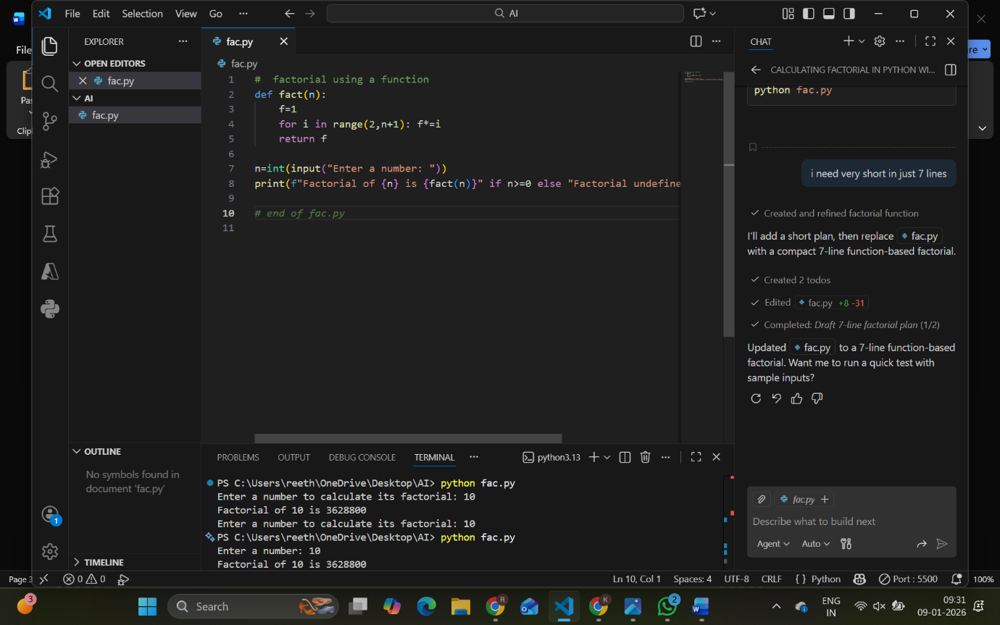 File Edit Selection View Go ···
AI
File
Pas
Clip
Page 3
EXPLORER ···
OPEN EDITORS
fac.py
AI
fac.py
OUTLINE
No symbols found in
document 'fac.py'
TIMELINE
1
fac.py
fac.py
1 # factorial using a function
2 def fact(n):
3 f=1
4 for i in range(2,n+1): f*=i
5 return f
6
7 n=int(input("Enter a number: "))
8 print(f"Factorial of {n} is {fact(n)}" if n>=0 else "Factorial undefine
9
10 # end of fac.py
11
PROBLEMS OUTPUT DEBUG CONSOLE TERMINAL ··· python3.13
PS C:\Users\reeth\OneDrive\Desktop\AI> python fac.py
Enter a number to calculate its factorial: 10
Factorial of 10 is 3628800
Enter a number to calculate its factorial: 10
PS C:\Users\reeth\OneDrive\Desktop\AI> python fac.py
Enter a number: 10
Factorial of 10 is 3628800
CHAT
CALCULATING FACTORIAL IN PYTHON WI...
python fac.py
i need very short in just 7 lines
Created and refined factorial function
I'll add a short plan, then replace fac.py
with a compact 7-line function-based factorial.
Created 2 todos
Edited fac.py +8 -31
Completed: Draft 7-line factorial plan (1/2)
Updated fac.py to a 7-line function-based
factorial. Want me to run a quick test with
sample inputs?
fac.py
Describe what to build next
Agent Auto
re
0 0 Ln 10, Col 1 Spaces: 4 UTF-8 CRLF {} Python Port : 5500 100%
3 Search R K 2 ENG
IN
09:31
09-01-2026